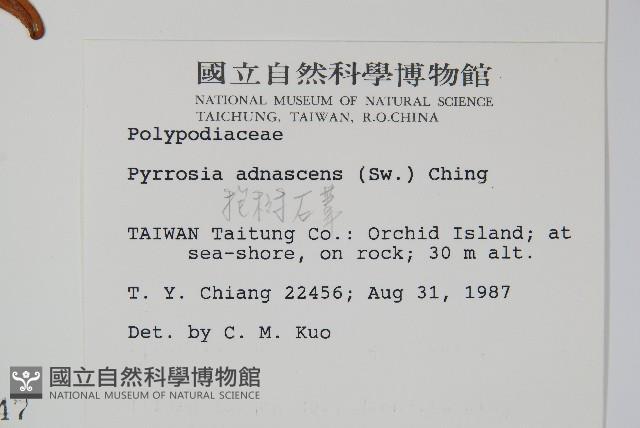 國立自然科學博物館
NATIONAL MUSEUM OF NATURAL SCIENCE
TAICHUNG, TAIWAN, R.O.CHINA
Polypodiaceae
Pyrrosia adnascens (Sw.) Ching
抱樹石葦
TAIWAN Taitung Co.: Orchid Island; at
sea-shore, on rock; 30 m alt.
T. Y. Chiang 22456; Aug 31, 1987
Det. by C. M. Kuo
國立自然科學博物館
NATIONAL MUSEUM OF NATURAL SCIENCE
47